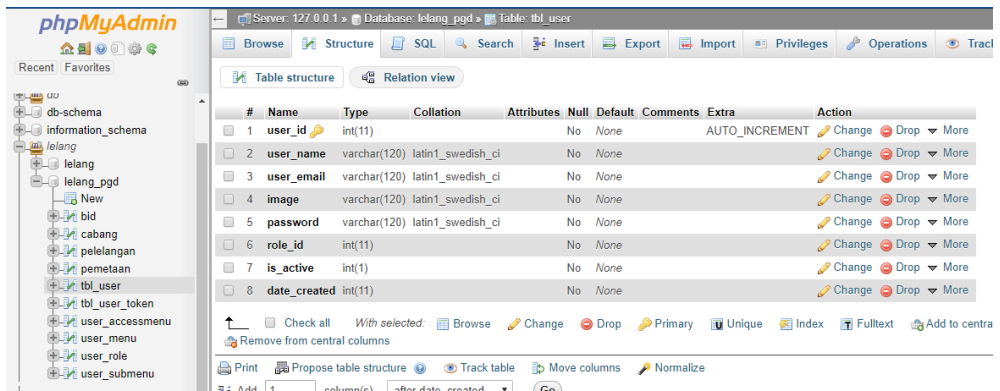 phpMyAdmin
Recent Favorites
db
db-schema
information_schema
lelang
lelang
lelang_pgd
New
bid
cabang
pelelangan
pemetaan
tbl_user
tbl_user_token
user_accessmenu
user_menu
user_role
user_submenu
Server: 127.0.0.1 » Database: lelang_pgd » Table: tbl_user
Browse Structure SQL Search Insert Export Import Privileges Operations Track
Table structure Relation view
# Name Type Collation Attributes Null Default Comments Extra Action
1 user_id int(11) No None AUTO_INCREMENT Change Drop More
2 user_name varchar(120) latin1_swedish_ci No None Change Drop More
3 user_email varchar(120) latin1_swedish_ci No None Change Drop More
4 image varchar(120) latin1_swedish_ci No None Change Drop More
5 password varchar(120) latin1_swedish_ci No None Change Drop More
6 role_id int(11) No None Change Drop More
7 is_active int(1) No None Change Drop More
8 date_created int(11) No None Change Drop More
Check all With selected: Browse Change Drop Primary Unique Index Fulltext Add to centra
Remove from central columns
Print Propose table structure Track table Move columns Normalize
Add 1 column(s) after date_created Go